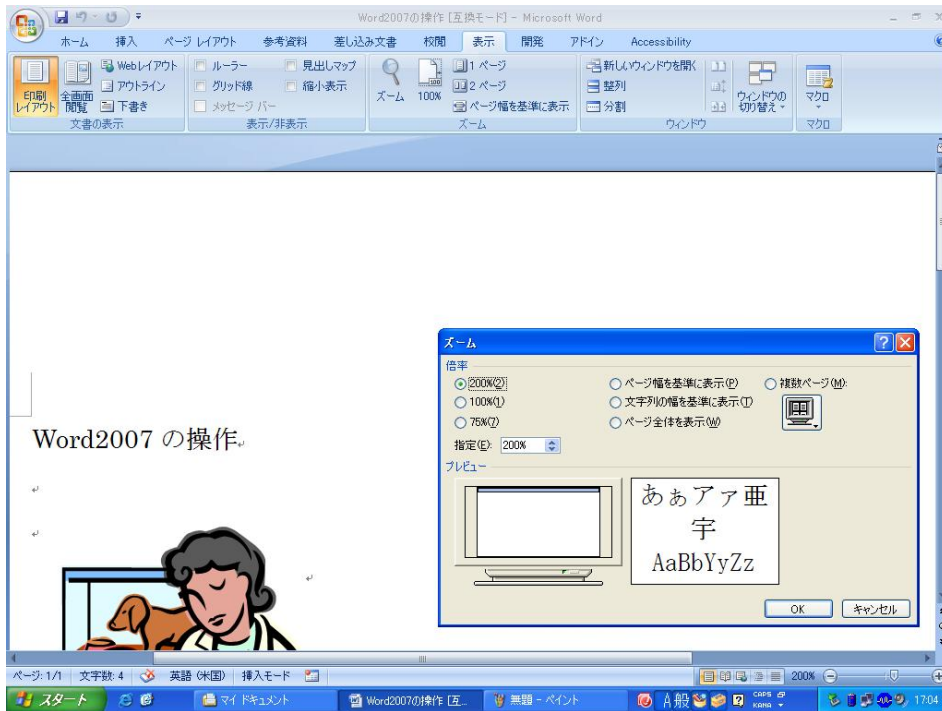 Word2007の操作 [互換モード] - Microsoft Word
ホーム 挿入 ページ レイアウト 参考資料 差し込み文書 校閲 表示 開発 アドイン Accessibility
印刷レイアウト 全画面閲覧 Webレイアウト アウトライン 下書き
文書の表示
ルーラー グリッド線 メッセージ バー 見出しマップ 縮小表示
表示/非表示
ズーム 100% 1 ページ 2 ページ ページ幅を基準に表示
ズーム
新しいウィンドウを開く 整列 分割 ウィンドウの切り替え
ウィンドウ
マクロ
マクロ
Word2007 の操作
ズーム
倍率
200%(2) ページ幅を基準に表示(P) 複数ページ(M):
100%(1) 文字列の幅を基準に表示(T)
75%(7) ページ全体を表示(W)
指定(E): 200%
プレビュー
あぁアァ亜
宇
AaBbYyZz
OK キャンセル
ページ: 1/1 文字数: 4 英語 (米国) 挿入モード 200%
スタート マイ ドキュメント Word2007の操作 [互... 無題 - ペイント A 般 CAPS KANA 17:04